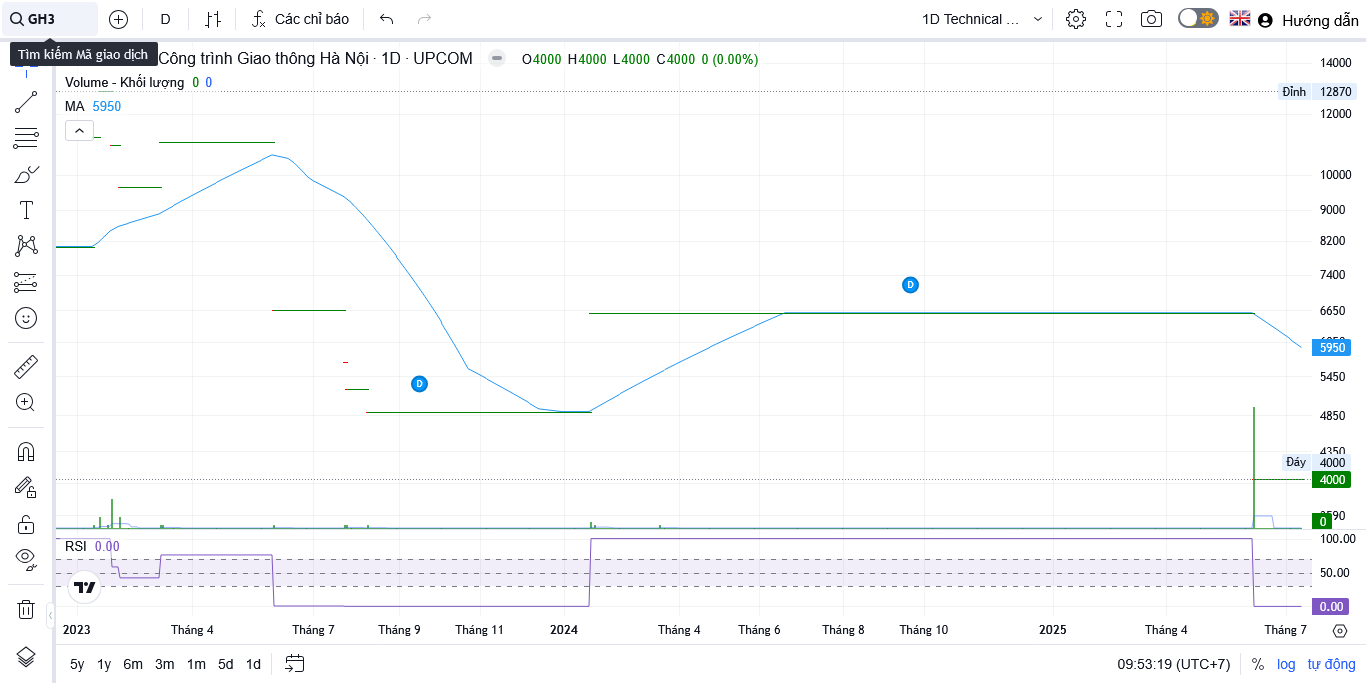 GH3
D
Các chỉ báo
1D Technical ...
Hướng dẫn
Tìm kiếm Mã giao dịch
Công trình Giao thông Hà Nội · 1D · UPCOM
O4000 H4000 L4000 C4000 0 (0.00%)
Volume - Khối lượng 0 0
MA 5950
14000
Đỉnh 12870
12000
10000
9000
8200
7400
6650
5950
5450
4850
4350
Đáy 4000
4000
0
D
D
RSI 0.00
100.00
50.00
0.00
2023 Tháng 4 Tháng 7 Tháng 9 Tháng 11 2024 Tháng 4 Tháng 6 Tháng 8 Tháng 10 2025 Tháng 4 Tháng 7
5y 1y 6m 3m 1m 5d 1d
09:53:19 (UTC+7) % log tự động